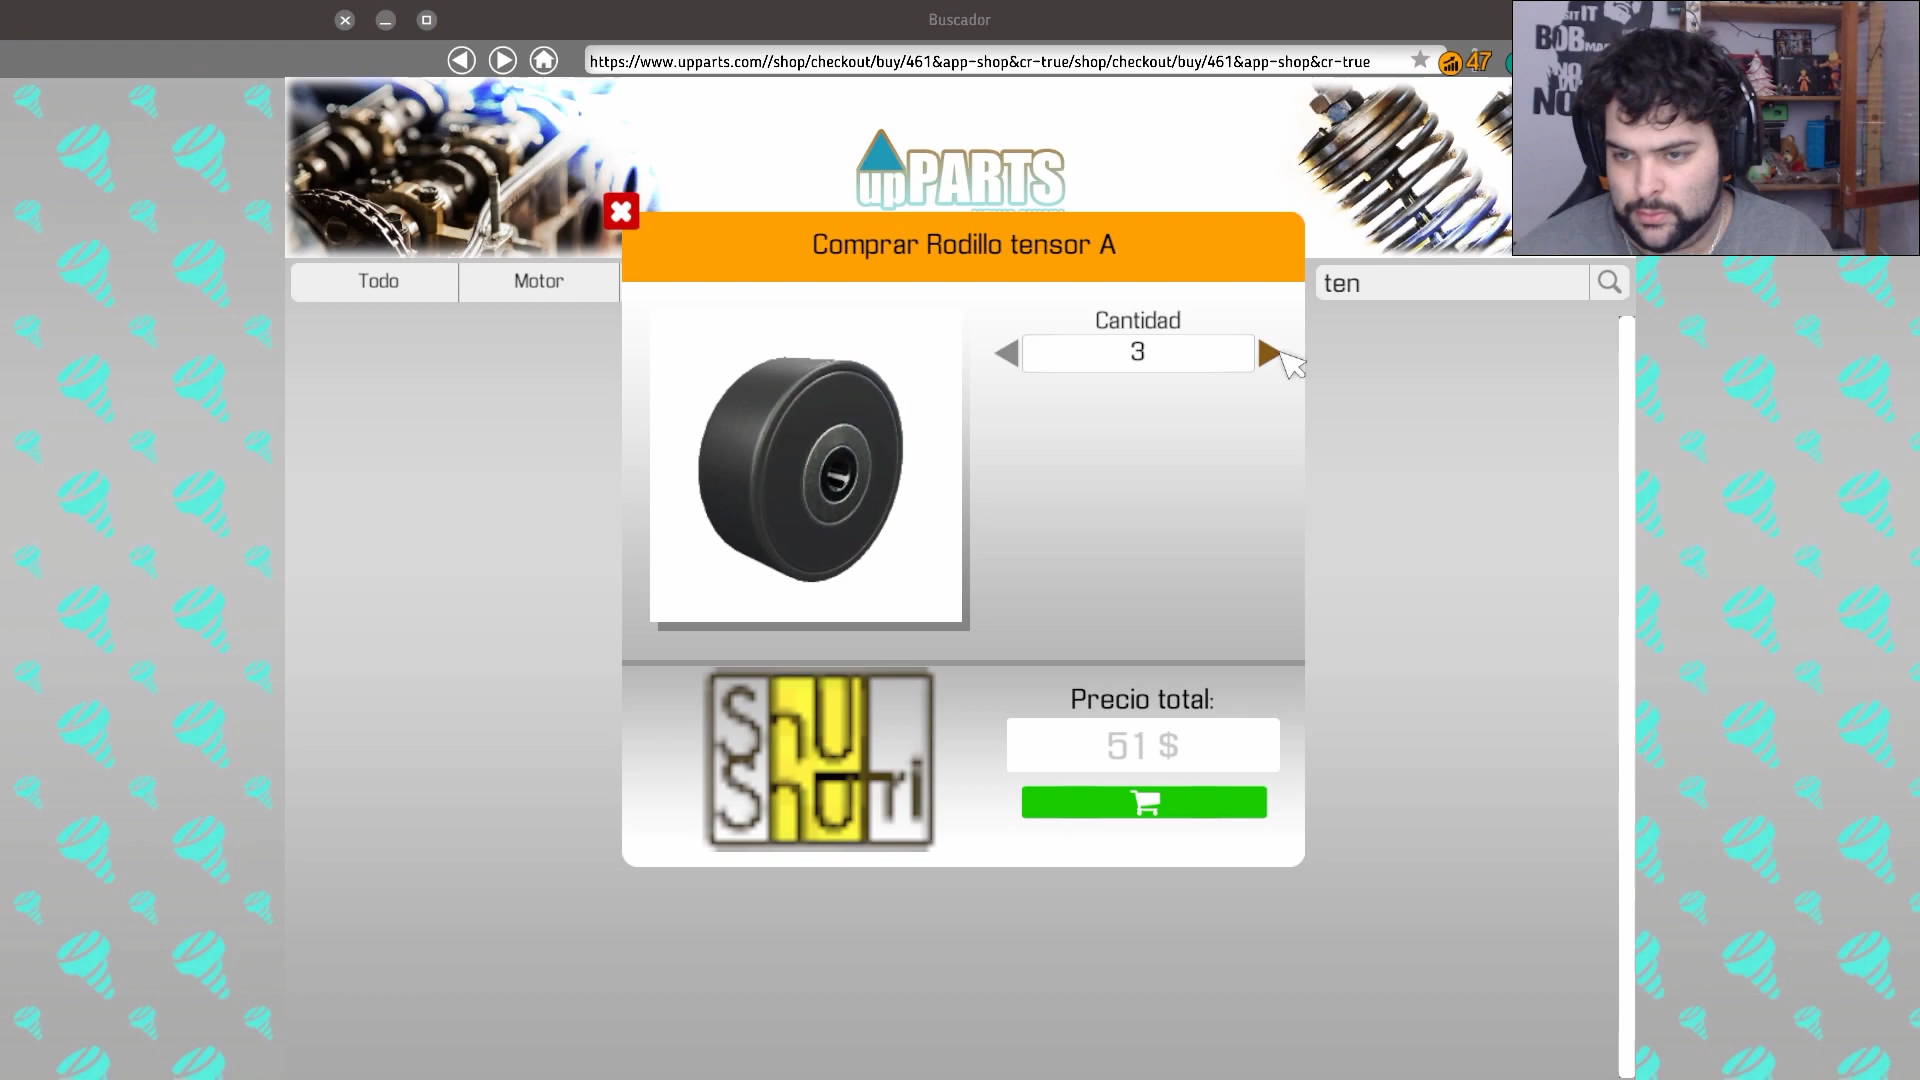 Buscador
https://www.upparts.com//shop/checkout/buy/461&app-shop&cr-true/shop/checkout/buy/461&app-shop&cr-true
47
upPARTS
Comprar Rodillo tensor A
Todo
Motor
ten
Cantidad
3
Precio total:
51 $